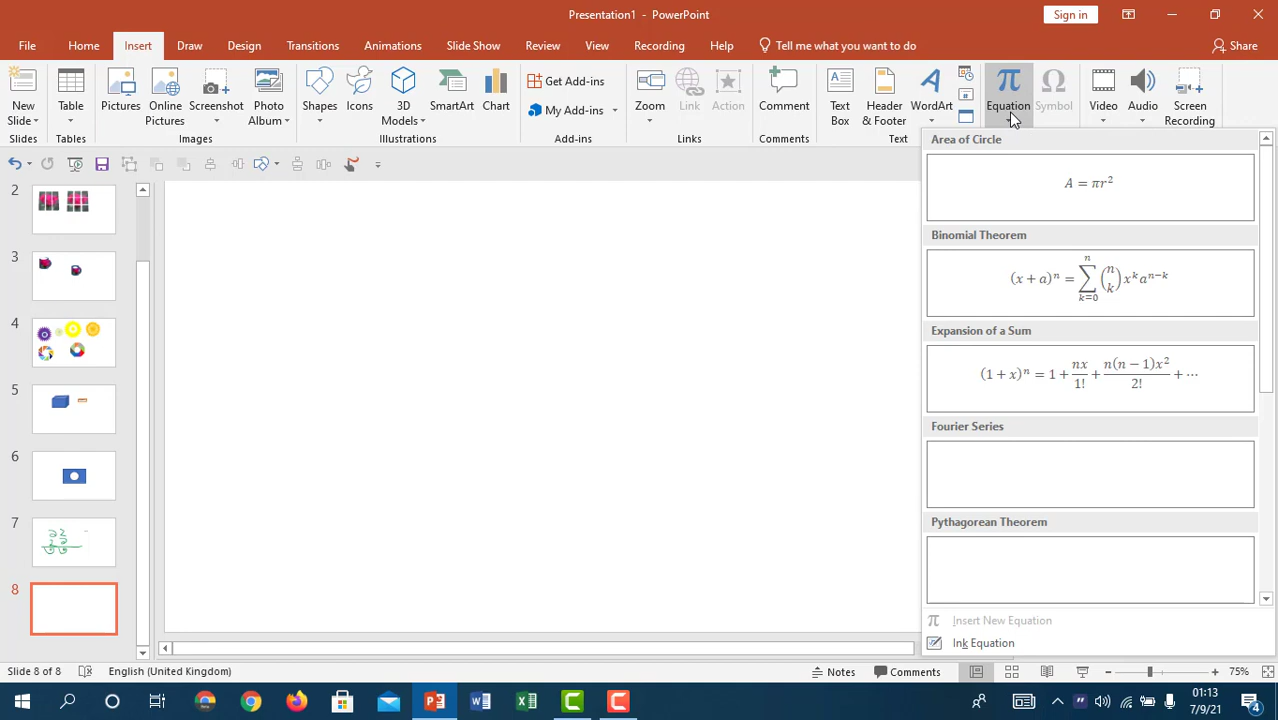 Presentation1 - PowerPoint
Sign in
File Home Insert Draw Design Transitions Animations Slide Show Review View Recording Help Tell me what you want to do Share
New Slide
Table
Pictures
Online Pictures
Screenshot
Photo Album
Shapes
Icons
3D Models
SmartArt
Chart
Get Add-ins
My Add-ins
Zoom
Link
Action
Comment
Text Box
Header & Footer
WordArt
Equation
Symbol
Video
Audio
Screen Recording
Slides Tables Images Illustrations Add-ins Links Comments Text
Area of Circle
A = πr²
Binomial Theorem
(x + a)ⁿ = ∑ₖ₌₀ⁿ (n k) xᵏaⁿ⁻ᵏ
Expansion of a Sum
(1 + x)ⁿ = 1 + nx/1! + n(n − 1)x²/2! + ⋯
Fourier Series
Pythagorean Theorem
Insert New Equation
Ink Equation
2
3
4
5
6
7
8
Slide 8 of 8 English (United Kingdom) Notes Comments 75%
01:13
7/9/21
4